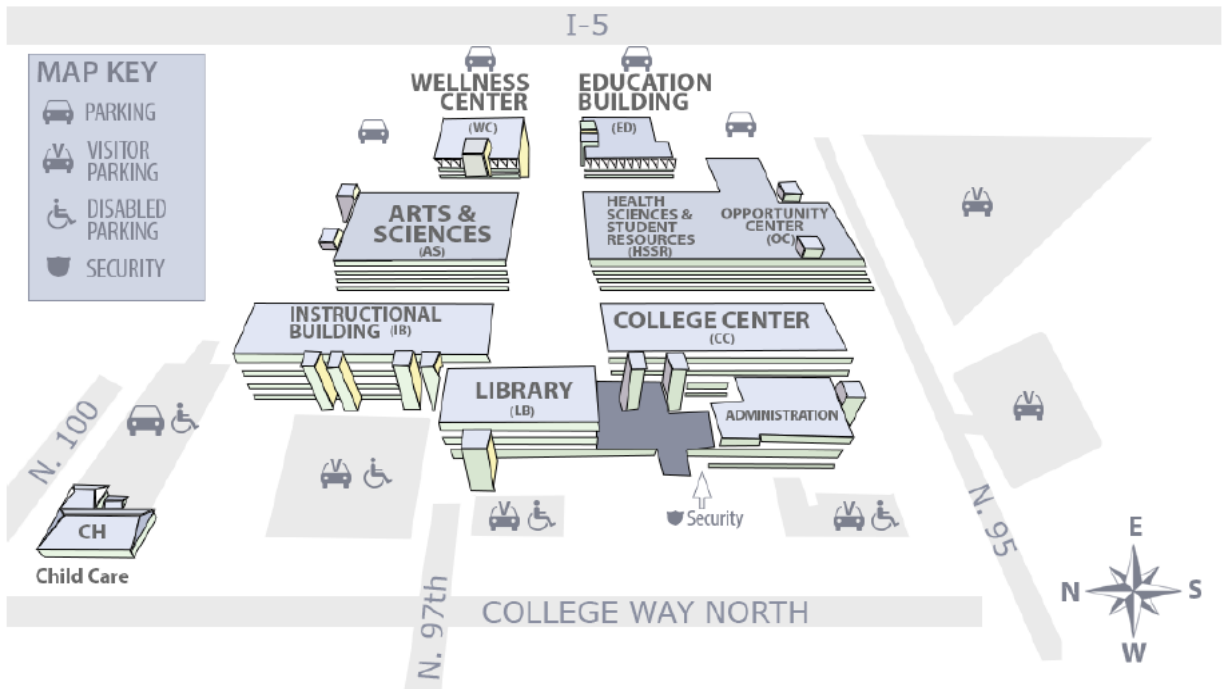 I-5
MAP KEY
PARKING
VISITOR
PARKING
DISABLED
PARKING
SECURITY
WELLNESS
CENTER
(WC)
EDUCATION
BUILDING
(ED)
ARTS &
SCIENCES
(AS)
HEALTH
SCIENCES &
STUDENT
RESOURCES
(HSSR)
OPPORTUNITY
CENTER
(OC)
V
INSTRUCTIONAL
BUILDING (IB)
COLLEGE CENTER
(CC)
LIBRARY
(LB)
ADMINISTRATION
V
N. 100
V
V
Security
V
N. 95
CH
Child Care
N. 97th
COLLEGE WAY NORTH
E
N
S
W
V